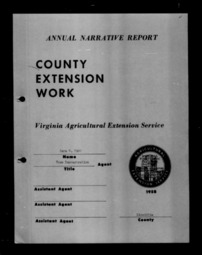 ANNUAL NARRATIVE REPORT
COUNTY
EXTENSION
WORK
Virginia Agricultural Extension Service
Name
Agent
Title
Assistant Agent
Assistant Agent
1958
Assistant Agent
County